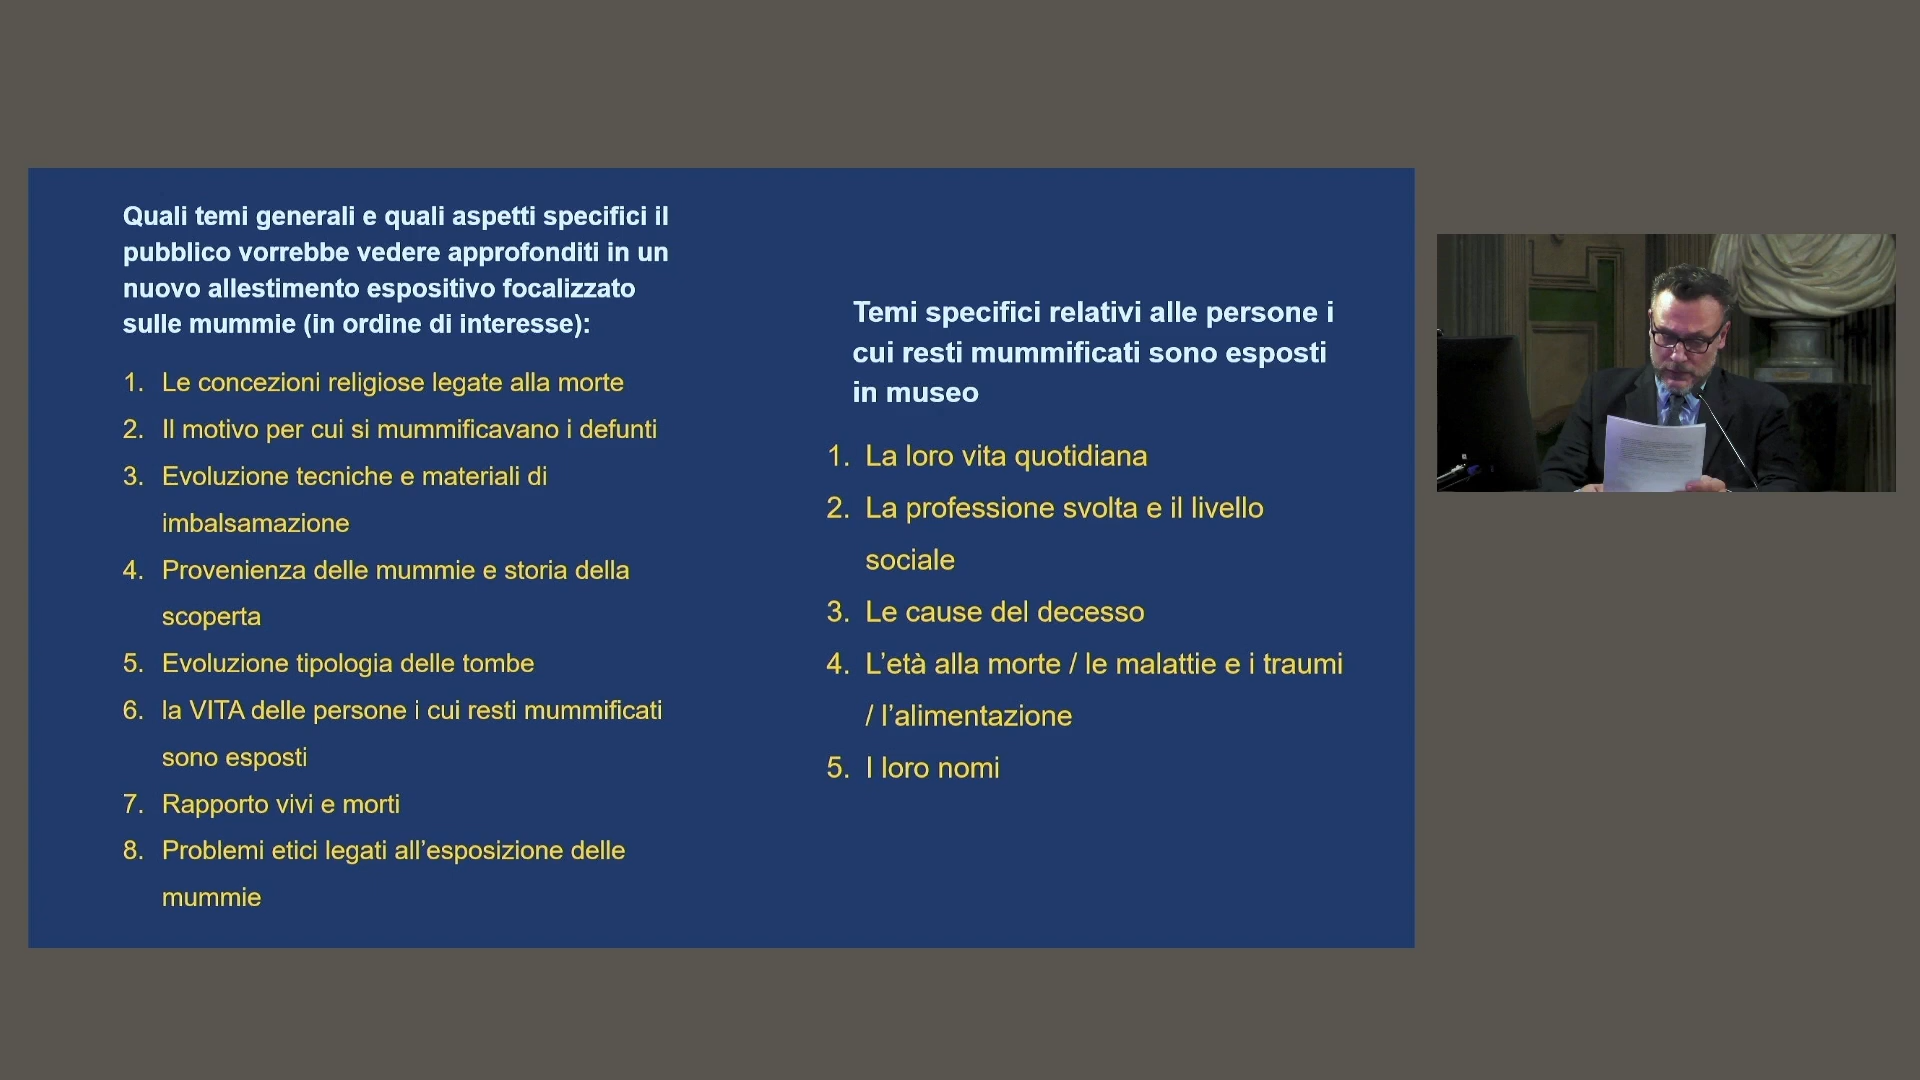 Quali temi generali e quali aspetti specifici il
pubblico vorrebbe vedere approfonditi in un
nuovo allestimento espositivo focalizzato
sulle mummie (in ordine di interesse):
1. Le concezioni religiose legate alla morte
2. Il motivo per cui si mummificavano i defunti
3. Evoluzione tecniche e materiali di
imbalsamazione
4. Provenienza delle mummie e storia della
scoperta
5. Evoluzione tipologia delle tombe
6. la VITA delle persone i cui resti mummificati
sono esposti
7. Rapporto vivi e morti
8. Problemi etici legati all’esposizione delle
mummie
Temi specifici relativi alle persone i
cui resti mummificati sono esposti
in museo
1. La loro vita quotidiana
2. La professione svolta e il livello
sociale
3. Le cause del decesso
4. L’età alla morte / le malattie e i traumi
/ l’alimentazione
5. I loro nomi